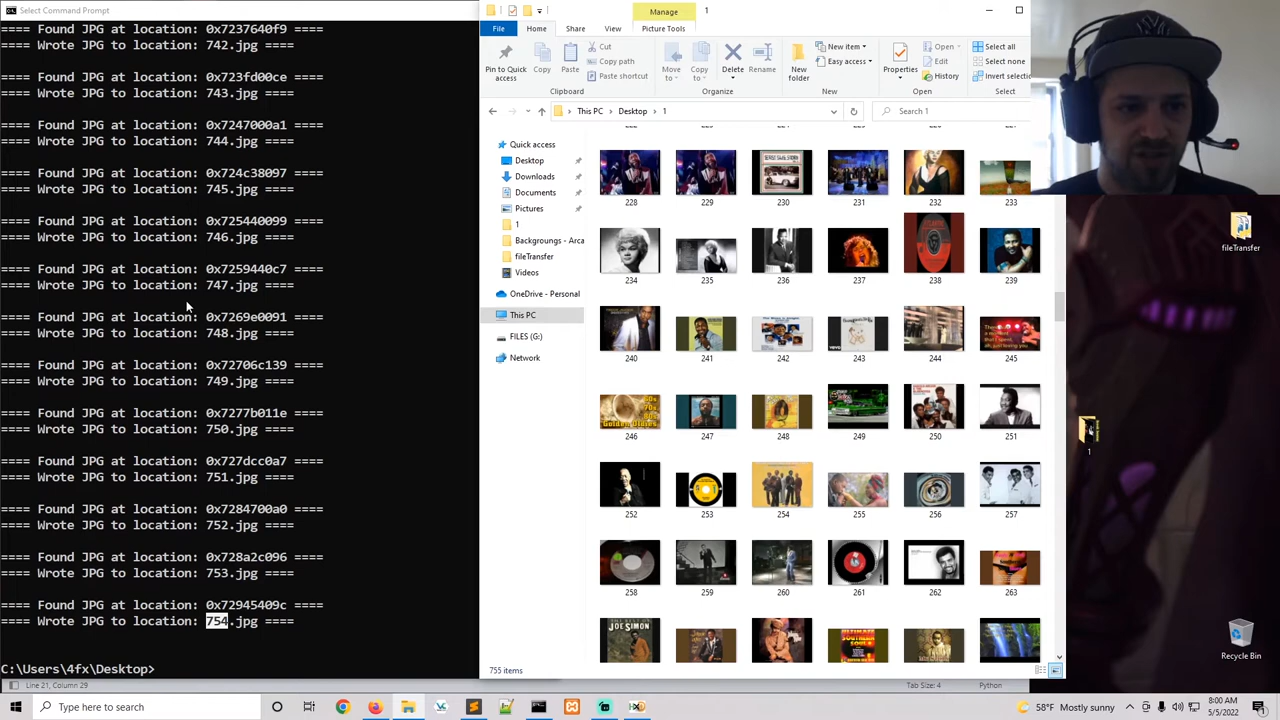 Select Command Prompt
==== Found JPG at location: 0x7237640f9 ====
==== Wrote JPG to location: 742.jpg ====
==== Found JPG at location: 0x723fd00ce ====
==== Wrote JPG to location: 743.jpg ====
==== Found JPG at location: 0x7247000a1 ====
==== Wrote JPG to location: 744.jpg ====
==== Found JPG at location: 0x724c38097 ====
==== Wrote JPG to location: 745.jpg ====
==== Found JPG at location: 0x725440099 ====
==== Wrote JPG to location: 746.jpg ====
==== Found JPG at location: 0x7259440c7 ====
==== Wrote JPG to location: 747.jpg ====
==== Found JPG at location: 0x7269e0091 ====
==== Wrote JPG to location: 748.jpg ====
==== Found JPG at location: 0x72706c139 ====
==== Wrote JPG to location: 749.jpg ====
==== Found JPG at location: 0x7277b011e ====
==== Wrote JPG to location: 750.jpg ====
==== Found JPG at location: 0x727dcc0a7 ====
==== Wrote JPG to location: 751.jpg ====
==== Found JPG at location: 0x7284700a0 ====
==== Wrote JPG to location: 752.jpg ====
==== Found JPG at location: 0x728a2c096 ====
==== Wrote JPG to location: 753.jpg ====
==== Found JPG at location: 0x72945409c ====
==== Wrote JPG to location: 754.jpg ====
C:\Users\4fx\Desktop>
Manage
1
File Home Share View Picture Tools
Pin to Quick access
Copy
Paste
Cut
Copy path
Paste shortcut
Clipboard
Move to
Copy to
Delete
Rename
Organize
New folder
New item
Easy access
New
Properties
Open
Edit
History
Open
Select all
Select none
Invert selectic
Select
This PC > Desktop > 1
Search 1
Quick access
Desktop
Downloads
Documents
Pictures
1
Backgroungs - Arca
fileTransfer
Videos
OneDrive - Personal
This PC
FILES (G:)
Network
228 229 230 231 232 233
234 235 236 237 238 239
240 241 242 243 244 245
246 247 248 249 250 251
252 253 254 255 256 257
258 259 260 261 262 263
60s
70s
80s
Golden Oldies
JOE SIMON
755 items
fileTransfer
1
Recycle Bin
Line 21, Column 29
Tab Size: 4
Python
Type here to search
58°F Mostly sunny
8:00 AM
5/5/2022